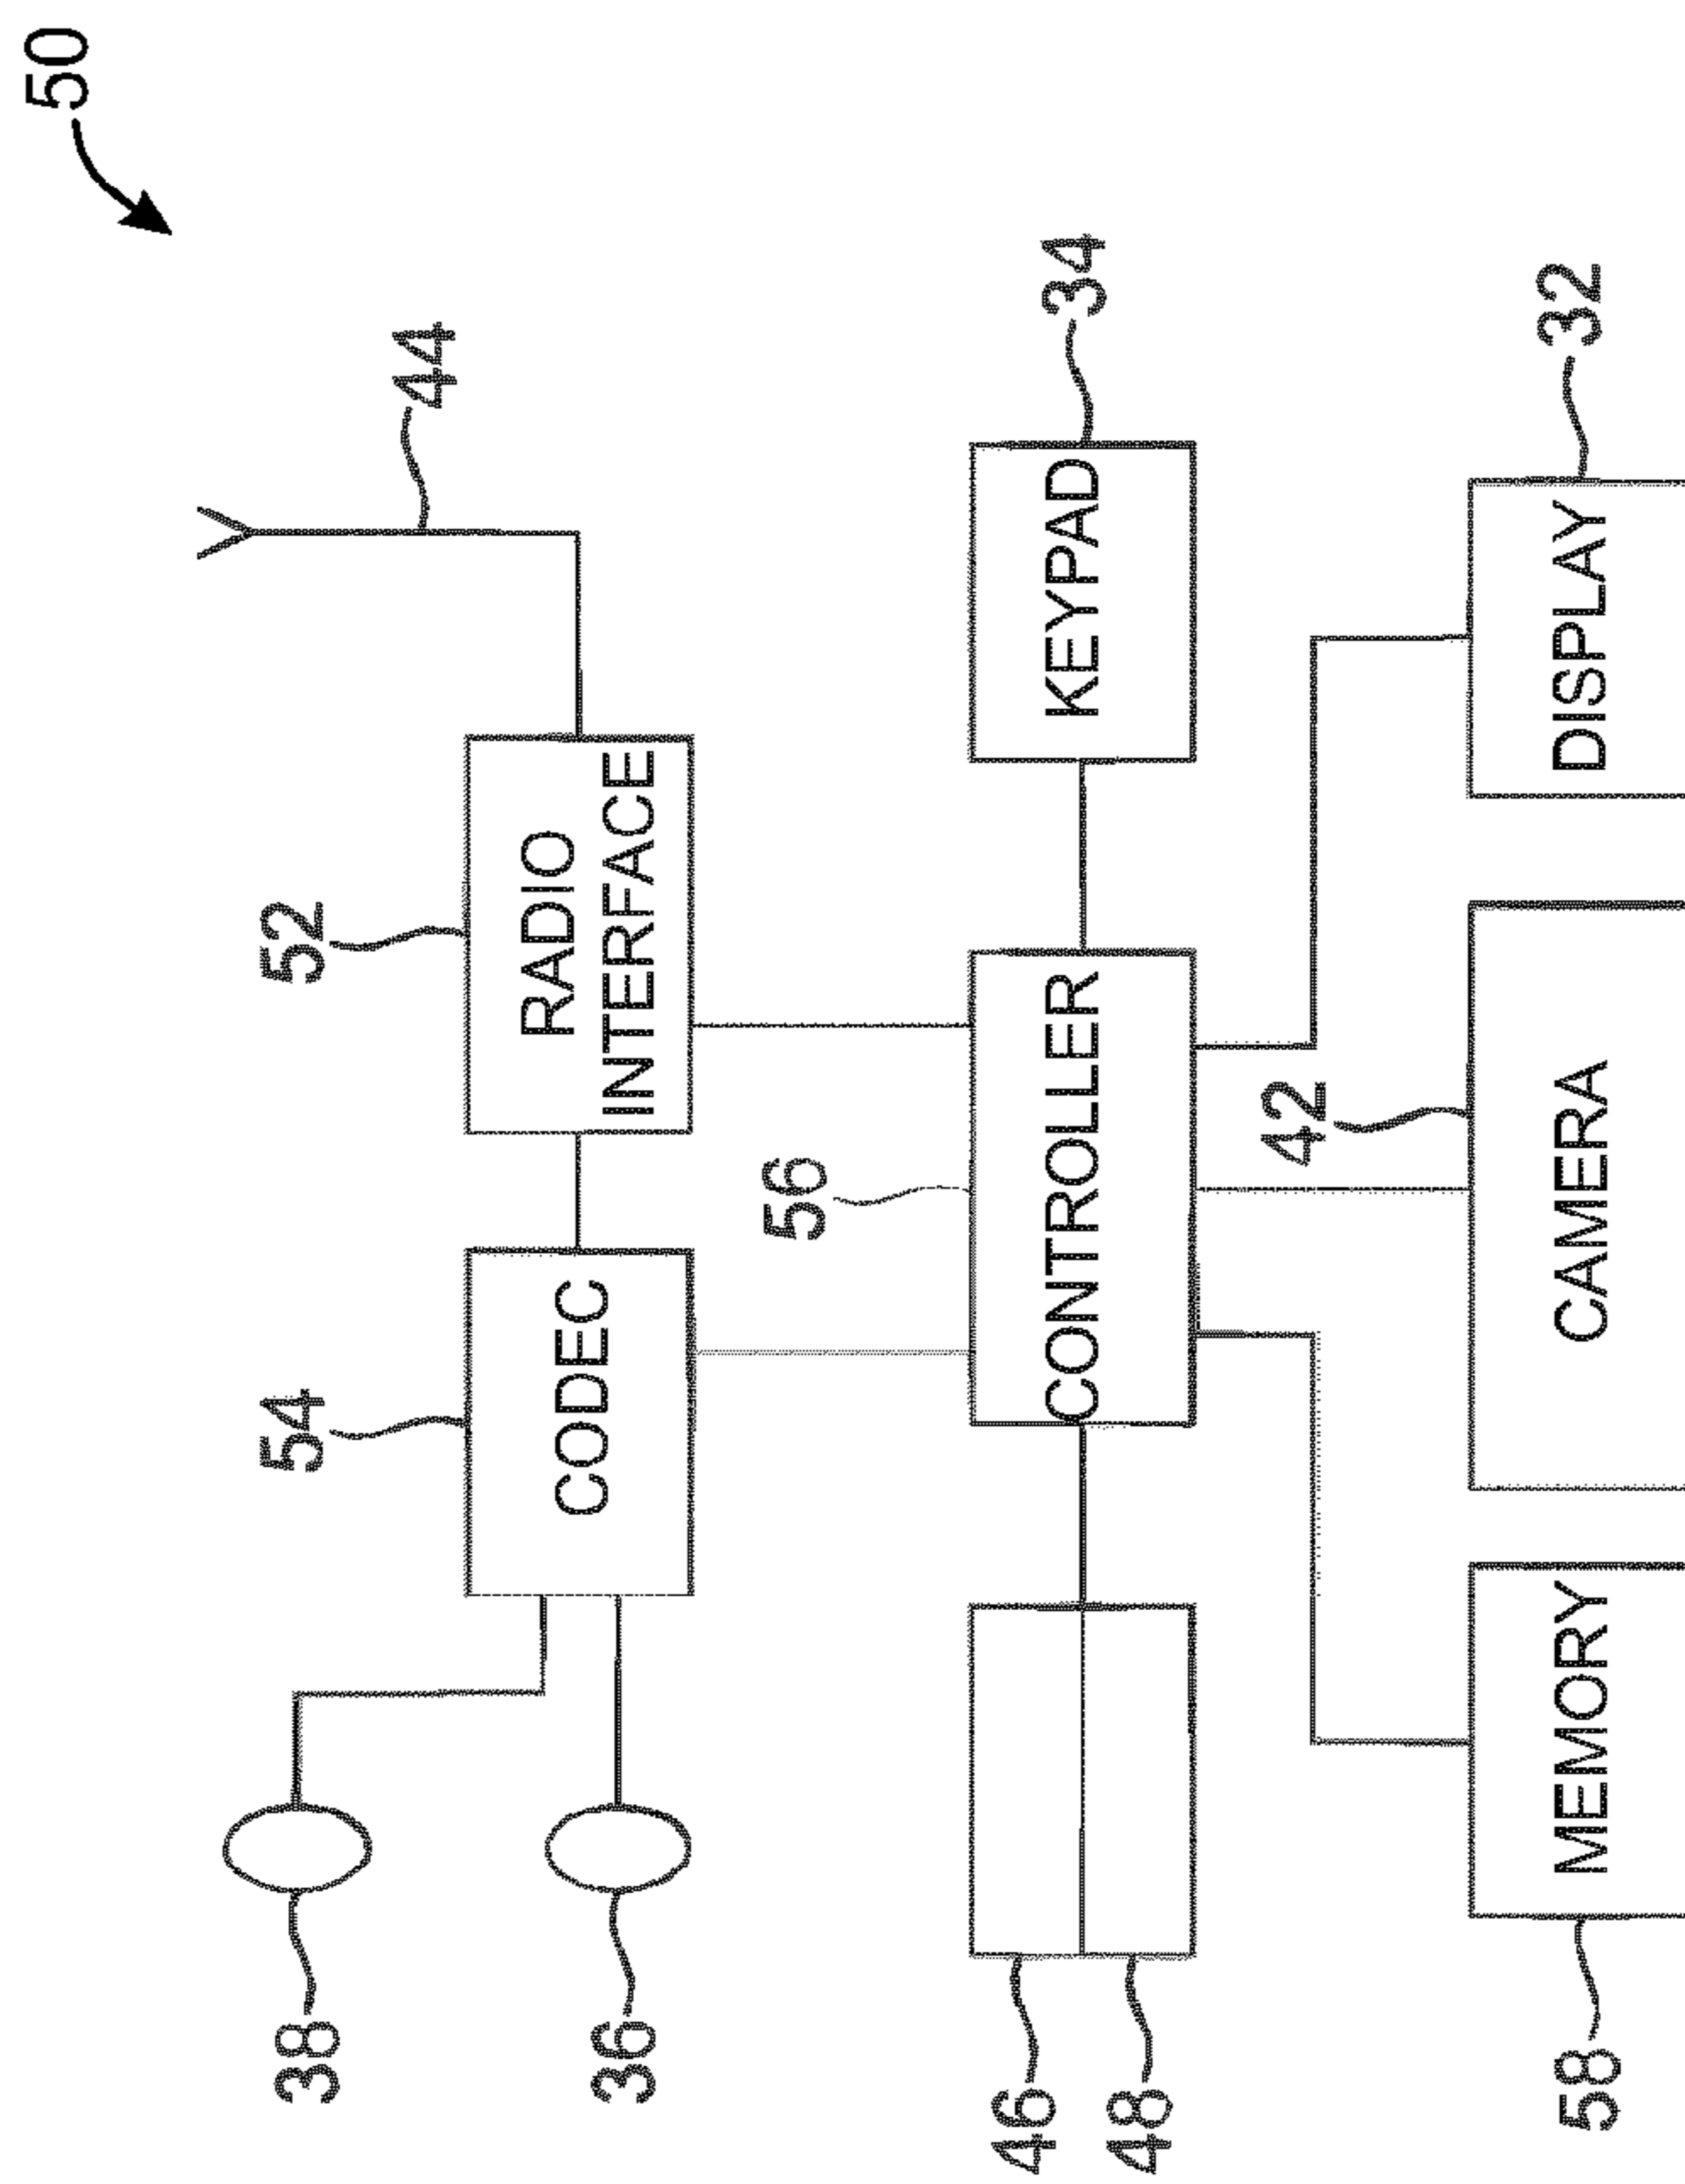 50
44
52
RADIO
INTERFACE
54
CODEC
38
36
34
KEYPAD
56
CONTROLLER
46
48
32
DISPLAY
42
CAMERA
MEMORY
58